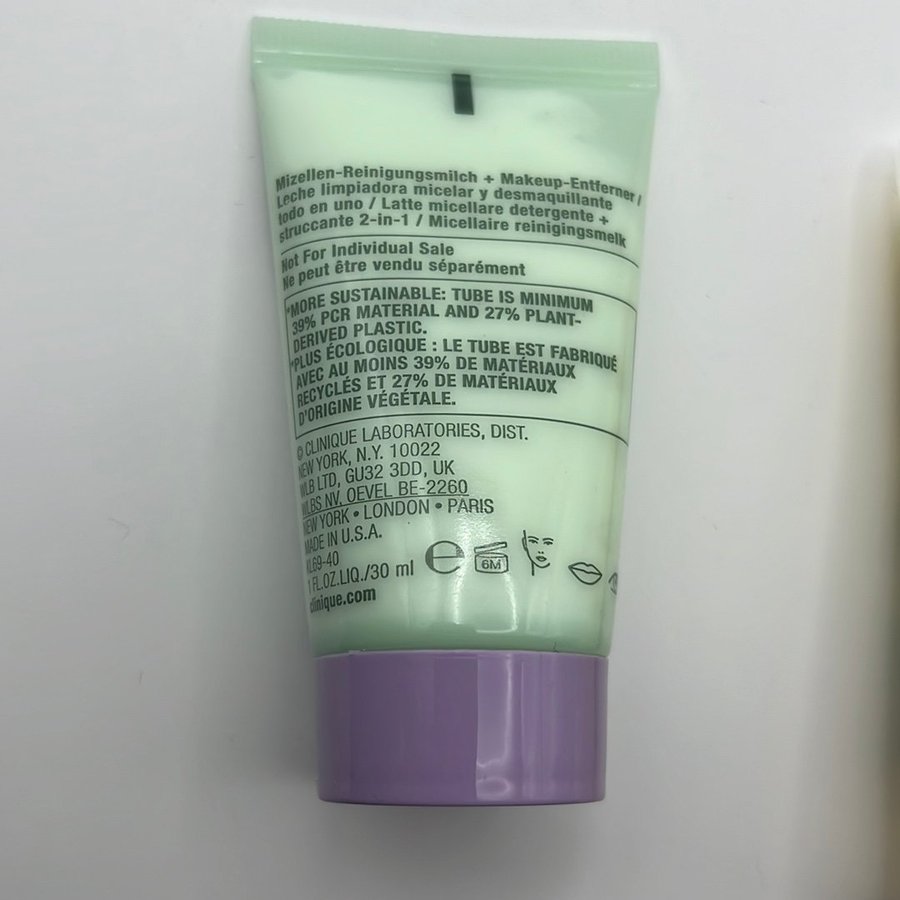 Mizellen-Reinigungsmilch + Makeup-Entferner /
Leche limpiadora micelar y desmaquillante
todo en uno / Latte micellare detergente +
struccante 2-in-1 / Micellaire reinigingsmelk
Not For Individual Sale
Ne peut être vendu séparément
*MORE SUSTAINABLE: TUBE IS MINIMUM
39% PCR MATERIAL AND 27% PLANT-
DERIVED PLASTIC.
*PLUS ÉCOLOGIQUE : LE TUBE EST FABRIQUÉ
AVEC AU MOINS 39% DE MATÉRIAUX
RECYCLÉS ET 27% DE MATÉRIAUX
D'ORIGINE VÉGÉTALE.
© CLINIQUE LABORATORIES, DIST.
NEW YORK, N.Y. 10022
WLB LTD, GU32 3DD, UK
WLBS NV, OEVEL BE-2260
NEW YORK • LONDON • PARIS
MADE IN U.S.A.
KL69-40
1 FL.OZ.LIQ./30 ml e 6M
clinique.com